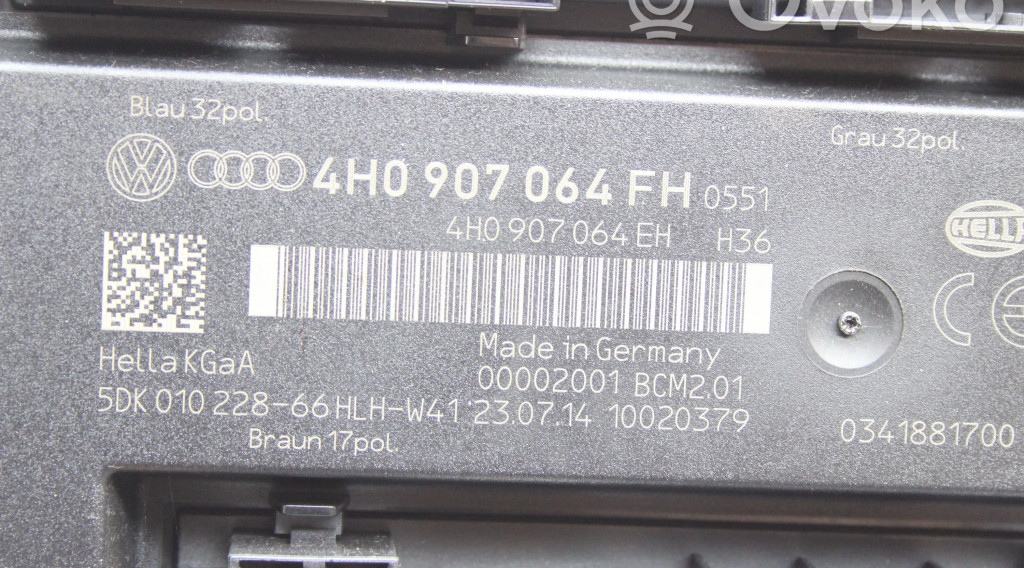 Ovoko
Blau 32pol.
Grau 32pol.
4H0 907 064 FH 0551
4H0 907 064 EH H36
HELLA
Made in Germany
Hella KGaA
00002001 BCM2.01
5DK 010 228-66 HLH-W41 23.07.14 10020379
0341881700
Braun 17pol.